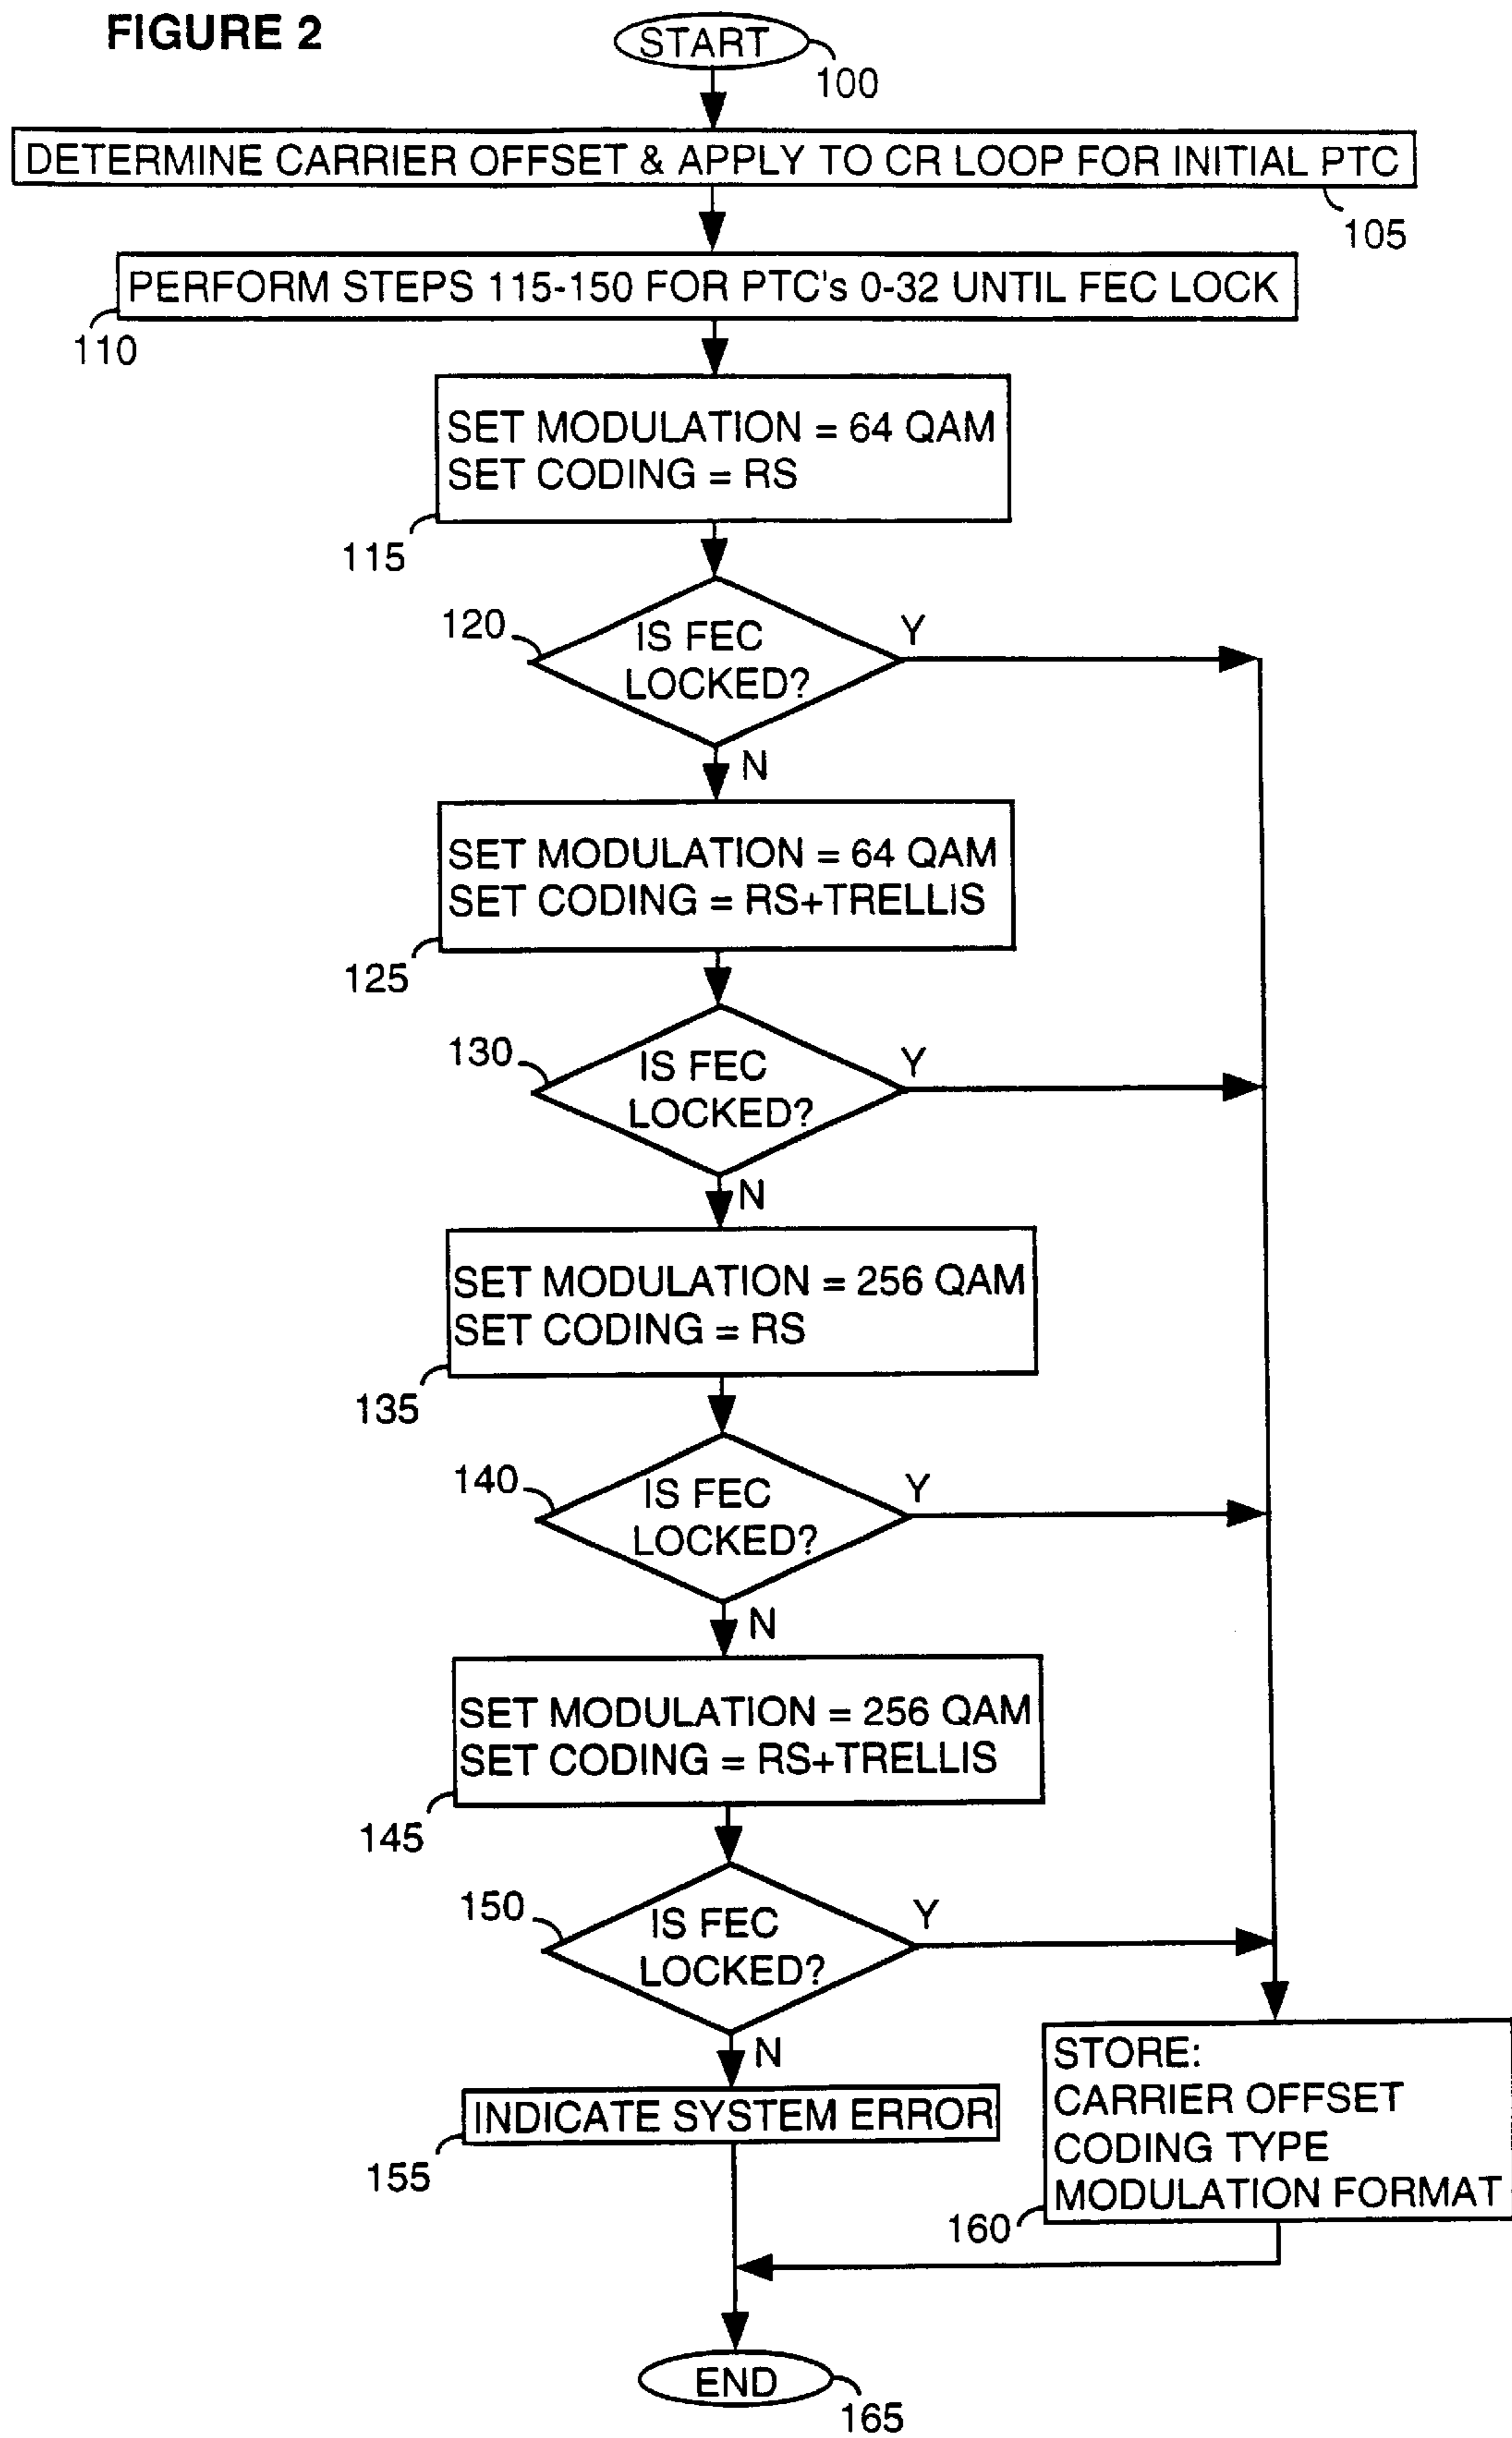 FIGURE 2
START
100
DETERMINE CARRIER OFFSET & APPLY TO CR LOOP FOR INITIAL PTC
105
PERFORM STEPS 115-150 FOR PTC's 0-32 UNTIL FEC LOCK
110
SET MODULATION = 64 QAM
SET CODING = RS
115
120
IS FEC
LOCKED?
Y
N
SET MODULATION = 64 QAM
SET CODING = RS+TRELLIS
125
130
IS FEC
LOCKED?
Y
N
SET MODULATION = 256 QAM
SET CODING = RS
135
140
IS FEC
LOCKED?
Y
N
SET MODULATION = 256 QAM
SET CODING = RS+TRELLIS
145
150
IS FEC
LOCKED?
Y
N
INDICATE SYSTEM ERROR
155
STORE:
CARRIER OFFSET
CODING TYPE
MODULATION FORMAT
160
END
165